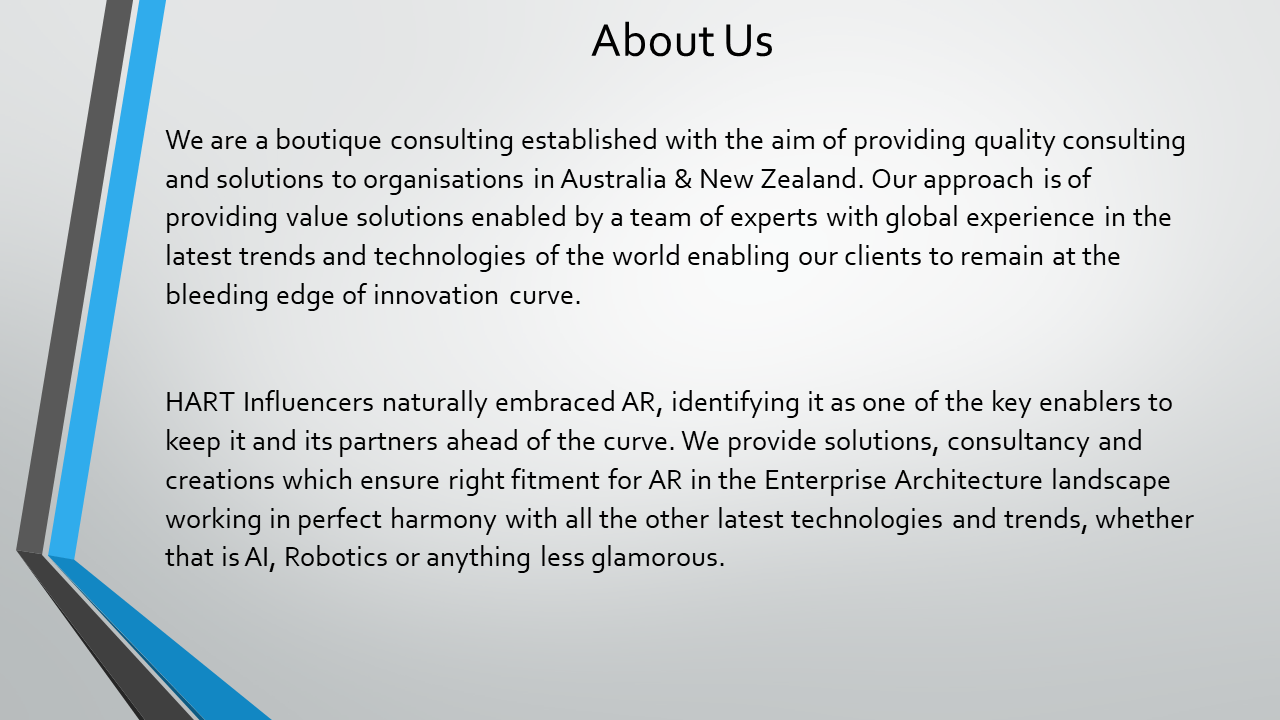 About Us
We are a boutique consulting established with the aim of providing quality consulting
and solutions to organisations in Australia & New Zealand. Our approach is of
providing value solutions enabled by a team of experts with global experience in the
latest trends and technologies of the world enabling our clients to remain at the
bleeding edge of innovation curve.
HART Influencers naturally embraced AR, identifying it as one of the key enablers to
keep it and its partners ahead of the curve. We provide solutions, consultancy and
creations which ensure right fitment for AR in the Enterprise Architecture landscape
working in perfect harmony with all the other latest technologies and trends, whether
that is AI, Robotics or anything less glamorous.